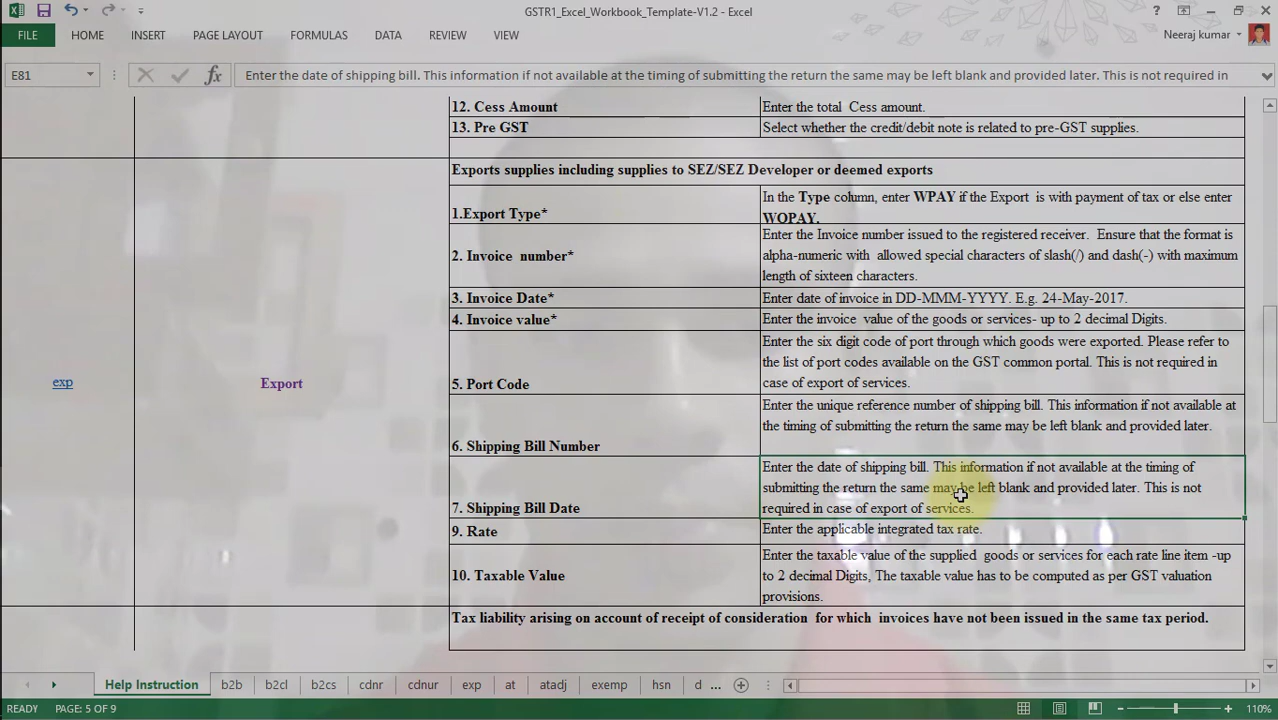 GSTR1_Excel_Workbook_Template-V1.2 - Excel
?
FILE HOME INSERT PAGE LAYOUT FORMULAS DATA REVIEW VIEW
Neeraj kumar
E81
fx
Enter the date of shipping bill. This information if not available at the timing of submitting the return the same may be left blank and provided later. This is not required in
12. Cess Amount
Enter the total Cess amount.
13. Pre GST
Select whether the credit/debit note is related to pre-GST supplies.
exp
Export
Exports supplies including supplies to SEZ/SEZ Developer or deemed exports
1.Export Type*
In the Type column, enter WPAY if the Export is with payment of tax or else enter
WOPAY.
2. Invoice number*
Enter the Invoice number issued to the registered receiver. Ensure that the format is
alpha-numeric with allowed special characters of slash(/) and dash(-) with maximum
length of sixteen characters.
3. Invoice Date*
Enter date of invoice in DD-MMM-YYYY. E.g. 24-May-2017.
4. Invoice value*
Enter the invoice value of the goods or services- up to 2 decimal Digits.
5. Port Code
Enter the six digit code of port through which goods were exported. Please refer to
the list of port codes available on the GST common portal. This is not required in
case of export of services.
6. Shipping Bill Number
Enter the unique reference number of shipping bill. This information if not available at
the timing of submitting the return the same may be left blank and provided later.
7. Shipping Bill Date
Enter the date of shipping bill. This information if not available at the timing of
submitting the return the same may be left blank and provided later. This is not
required in case of export of services.
9. Rate
Enter the applicable integrated tax rate.
10. Taxable Value
Enter the taxable value of the supplied goods or services for each rate line item -up
to 2 decimal Digits, The taxable value has to be computed as per GST valuation
provisions.
Tax liability arising on account of receipt of consideration for which invoices have not been issued in the same tax period.
Help Instruction b2b b2cl b2cs cdnr cdnur exp at atadj exemp hsn d ...
READY PAGE: 5 OF 9
110%